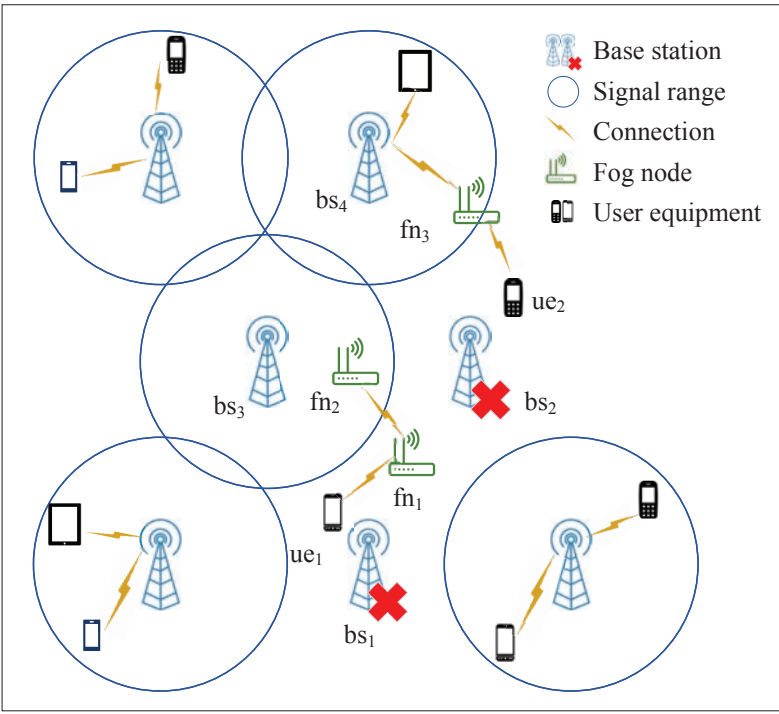 Base station
Signal range
Connection
Fog node
User equipment
bs₄
fn₃
ue₂
bs₃
fn₂
bs₂
fn₁
ue₁
bs₁